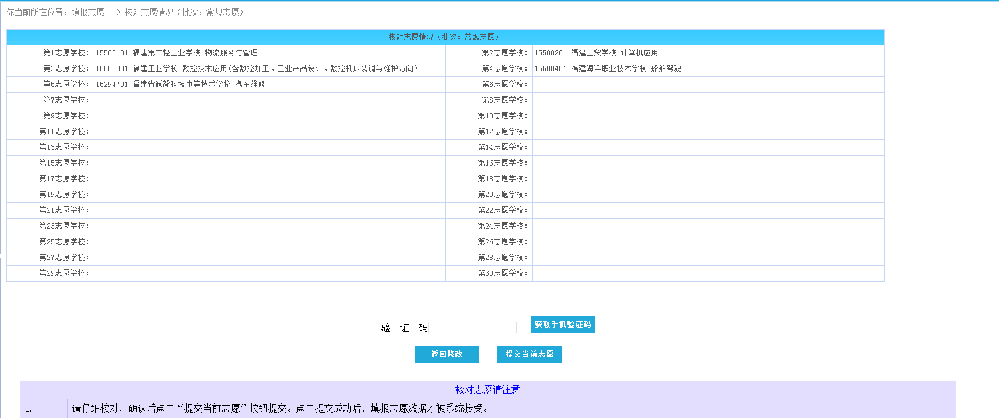 你当前所在位置：填报志愿 --> 核对志愿情况（批次：常规志愿）
核对志愿情况（批次：常规志愿）
第1志愿学校： 15500101 福建第二轻工业学校 物流服务与管理 第2志愿学校： 15500201 福建工贸学校 计算机应用
第3志愿学校： 15500301 福建工业学校 数控技术应用(含数控加工、工业产品设计、数控机床装调与维护方向） 第4志愿学校： 15500401 福建海洋职业技术学校 船舶驾驶
第5志愿学校： 15294701 福建省诚毅科技中等技术学校 汽车维修 第6志愿学校：
第7志愿学校： 第8志愿学校：
第9志愿学校： 第10志愿学校：
第11志愿学校： 第12志愿学校：
第13志愿学校： 第14志愿学校：
第15志愿学校： 第16志愿学校：
第17志愿学校： 第18志愿学校：
第19志愿学校： 第20志愿学校：
第21志愿学校： 第22志愿学校：
第23志愿学校： 第24志愿学校：
第25志愿学校： 第26志愿学校：
第27志愿学校： 第28志愿学校：
第29志愿学校： 第30志愿学校：
验 证 码 获取手机验证码
返回修改 提交当前志愿
核对志愿请注意
1. 请仔细核对，确认后点击“提交当前志愿”按钮提交。点击提交成功后，填报志愿数据才被系统接受。